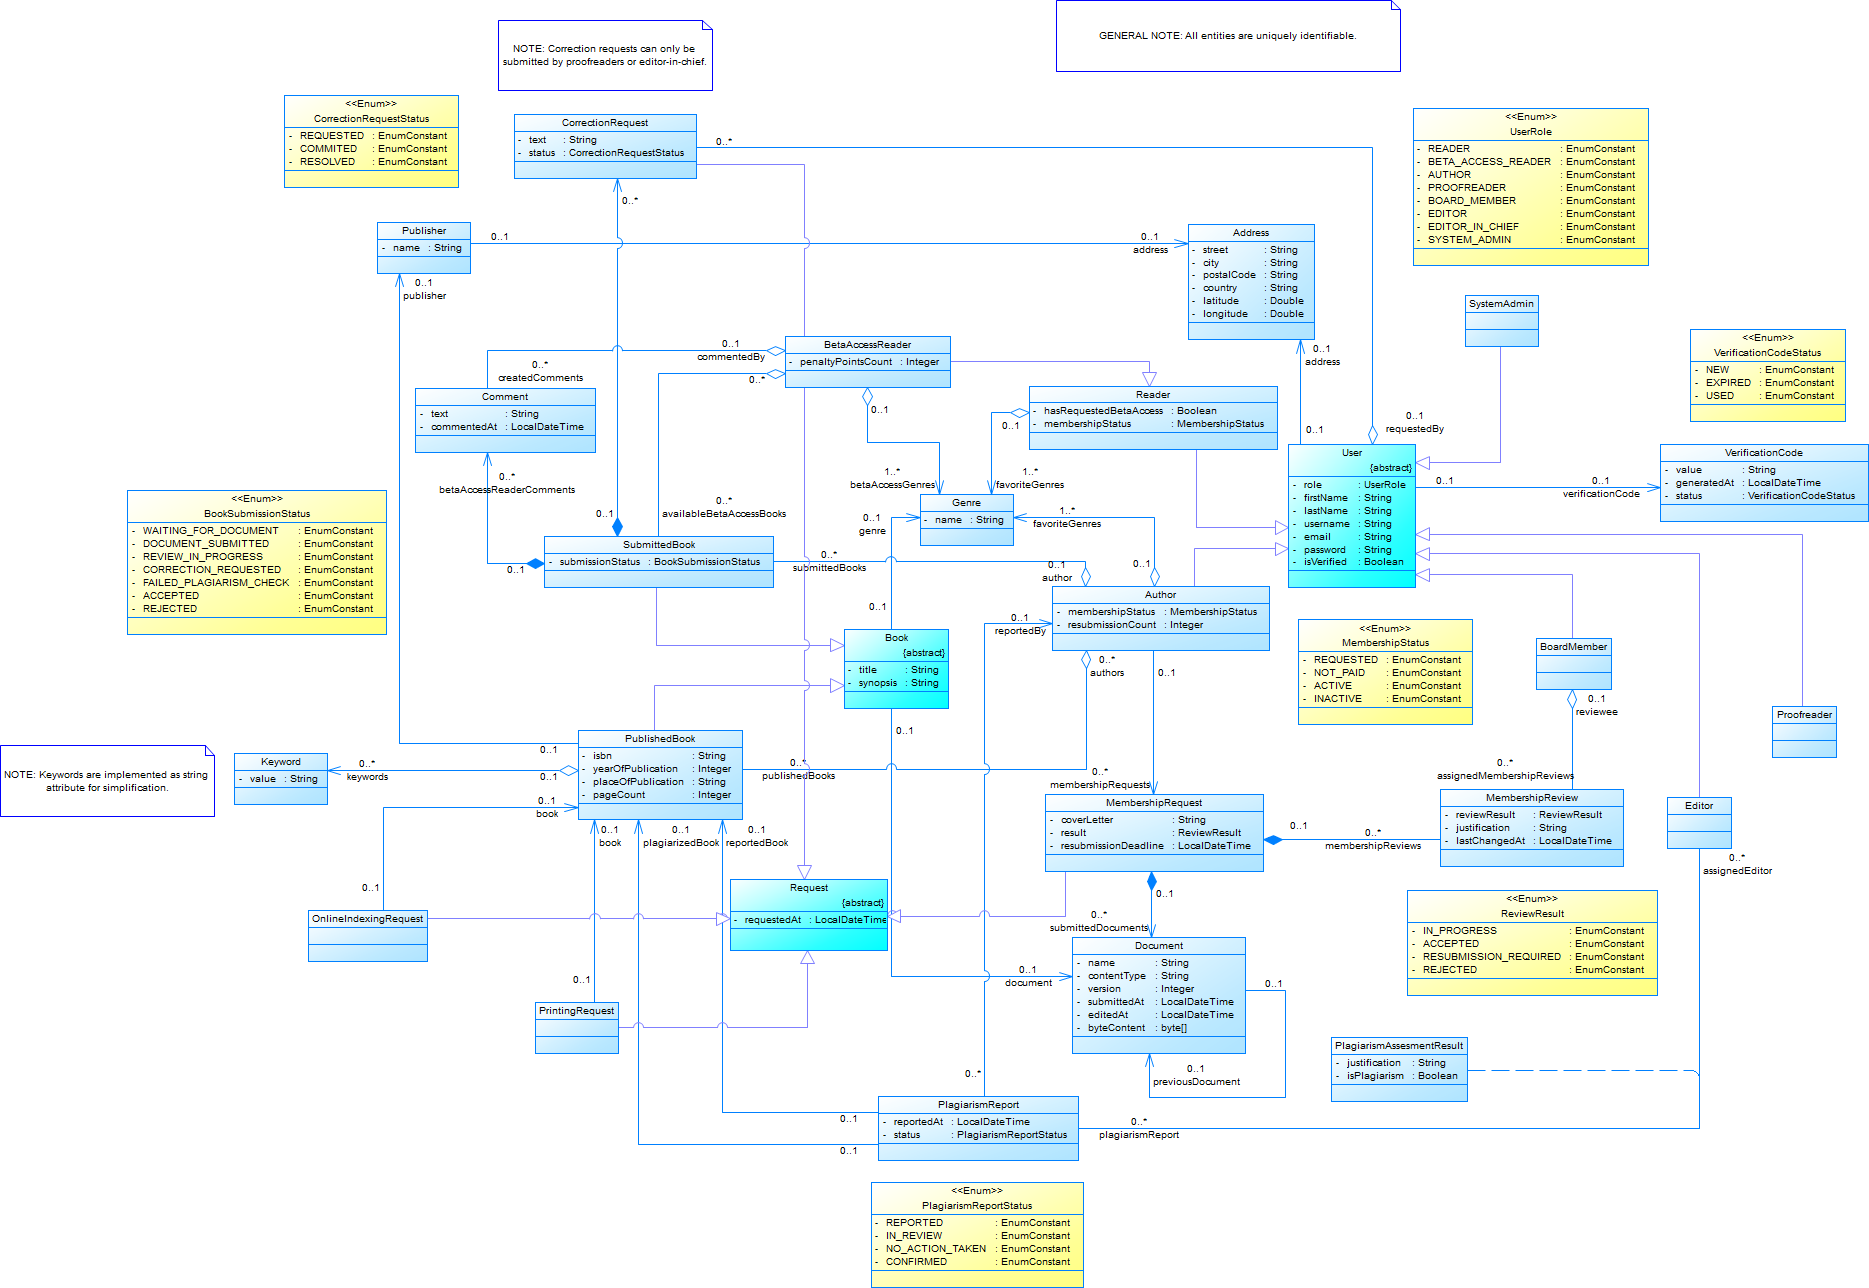 NOTE: Correction requests can only be
submitted by proofreaders or editor-in-chief.
GENERAL NOTE: All entities are uniquely identifiable.
<<Enum>>
CorrectionRequestStatus
- REQUESTED : EnumConstant
- COMMITED : EnumConstant
- RESOLVED : EnumConstant
CorrectionRequest
- text : String
- status : CorrectionRequestStatus
0..*
0..*
<<Enum>>
UserRole
- READER : EnumConstant
- BETA_ACCESS_READER : EnumConstant
- AUTHOR : EnumConstant
- PROOFREADER : EnumConstant
- BOARD_MEMBER : EnumConstant
- EDITOR : EnumConstant
- EDITOR_IN_CHIEF : EnumConstant
- SYSTEM_ADMIN : EnumConstant
Publisher
- name : String
0..1
0..1
address
0..1
publisher
Address
- street : String
- city : String
- postalCode : String
- country : String
- latitude : Double
- longitude : Double
0..1
address
0..1
SystemAdmin
<<Enum>>
VerificationCodeStatus
- NEW : EnumConstant
- EXPIRED : EnumConstant
- USED : EnumConstant
BetaAccessReader
- penaltyPointsCount : Integer
0..1
commentedBy
0..*
0..1
0..*
createdComments
Comment
- text : String
- commentedAt : LocalDateTime
0..*
betaAccessReaderComments
Reader
- hasRequestedBetaAccess : Boolean
- membershipStatus : MembershipStatus
0..1
0..1
requestedBy
User
{abstract}
- role : UserRole
- firstName : String
- lastName : String
- username : String
- email : String
- password : String
- isVerified : Boolean
0..1
0..1
verificationCode
VerificationCode
- value : String
- generatedAt : LocalDateTime
- status : VerificationCodeStatus
1..*
betaAccessGenres
1..*
favoriteGenres
Genre
- name : String
0..1
genre
1..*
favoriteGenres
0..*
availableBetaAccessBooks
0..1
<<Enum>>
BookSubmissionStatus
- WAITING_FOR_DOCUMENT : EnumConstant
- DOCUMENT_SUBMITTED : EnumConstant
- REVIEW_IN_PROGRESS : EnumConstant
- CORRECTION_REQUESTED : EnumConstant
- FAILED_PLAGIARISM_CHECK : EnumConstant
- ACCEPTED : EnumConstant
- REJECTED : EnumConstant
SubmittedBook
- submissionStatus : BookSubmissionStatus
0..1
0..*
submittedBooks
0..1
author
0..1
Author
- membershipStatus : MembershipStatus
- resubmissionCount : Integer
0..1
reportedBy
0..*
authors
0..1
0..1
Book
{abstract}
- title : String
- synopsis : String
0..1
<<Enum>>
MembershipStatus
- REQUESTED : EnumConstant
- NOT_PAID : EnumConstant
- ACTIVE : EnumConstant
- INACTIVE : EnumConstant
BoardMember
0..1
reviewee
Proofreader
NOTE: Keywords are implemented as string
attribute for simplification.
Keyword
- value : String
0..*
keywords
0..1
0..1
PublishedBook
- isbn : String
- yearOfPublication : Integer
- placeOfPublication : String
- pageCount : Integer
0..*
publishedBooks
0..1
book
0..1
book
0..1
plagiarizedBook
0..1
reportedBook
0..*
membershipRequests
MembershipRequest
- coverLetter : String
- result : ReviewResult
- resubmissionDeadline : LocalDateTime
0..1
0..*
membershipReviews
0..*
assignedMembershipReviews
MembershipReview
- reviewResult : ReviewResult
- justification : String
- lastChangedAt : LocalDateTime
Editor
0..*
assignedEditor
0..1
OnlineIndexingRequest
Request
{abstract}
- requestedAt : LocalDateTime
0..1
0..*
submittedDocuments
<<Enum>>
ReviewResult
- IN_PROGRESS : EnumConstant
- ACCEPTED : EnumConstant
- RESUBMISSION_REQUIRED : EnumConstant
- REJECTED : EnumConstant
Document
- name : String
- contentType : String
- version : Integer
- submittedAt : LocalDateTime
- editedAt : LocalDateTime
- byteContent : byte[]
0..1
document
0..1
0..1
previousDocument
0..1
PrintingRequest
PlagiarismAssesmentResult
- justification : String
- isPlagiarism : Boolean
0..*
PlagiarismReport
- reportedAt : LocalDateTime
- status : PlagiarismReportStatus
0..1
0..1
0..*
plagiarismReport
<<Enum>>
PlagiarismReportStatus
- REPORTED : EnumConstant
- IN_REVIEW : EnumConstant
- NO_ACTION_TAKEN : EnumConstant
- CONFIRMED : EnumConstant